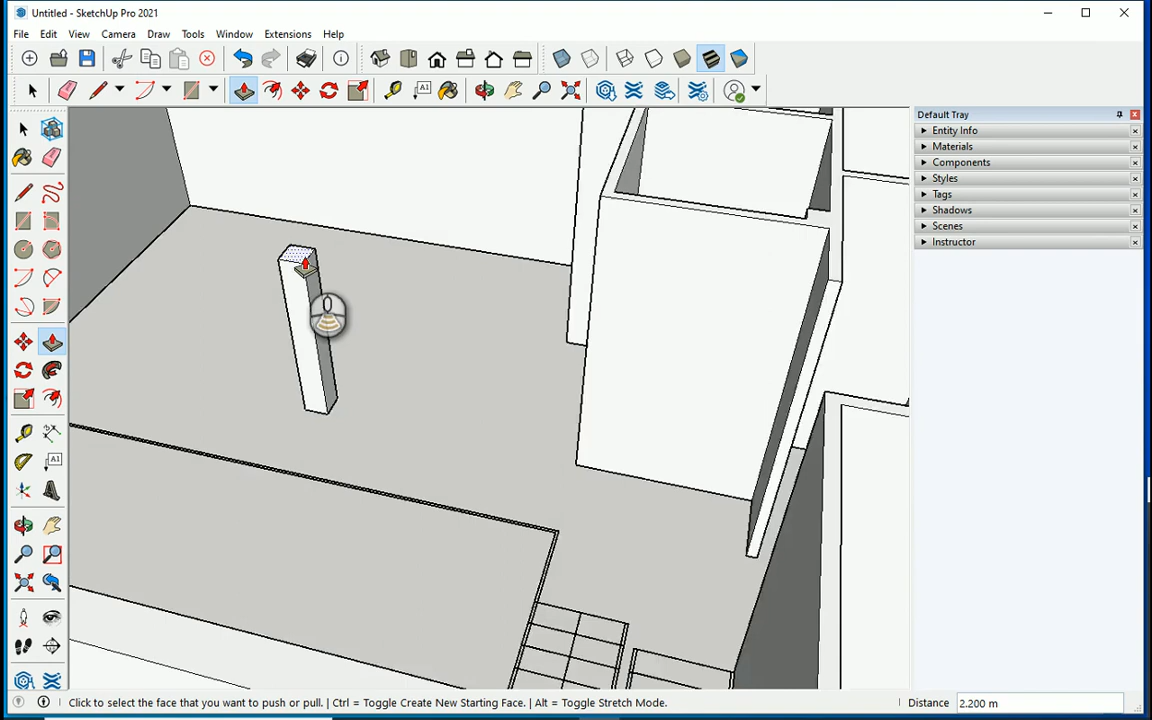 Untitled - SketchUp Pro 2021
File Edit View Camera Draw Tools Window Extensions Help
A1
Default Tray
Entity Info
Materials
Components
Styles
Tags
Shadows
Scenes
Instructor
A1
Click to select the face that you want to push or pull. | Ctrl = Toggle Create New Starting Face. | Alt = Toggle Stretch Mode.
Distance 2.200 m